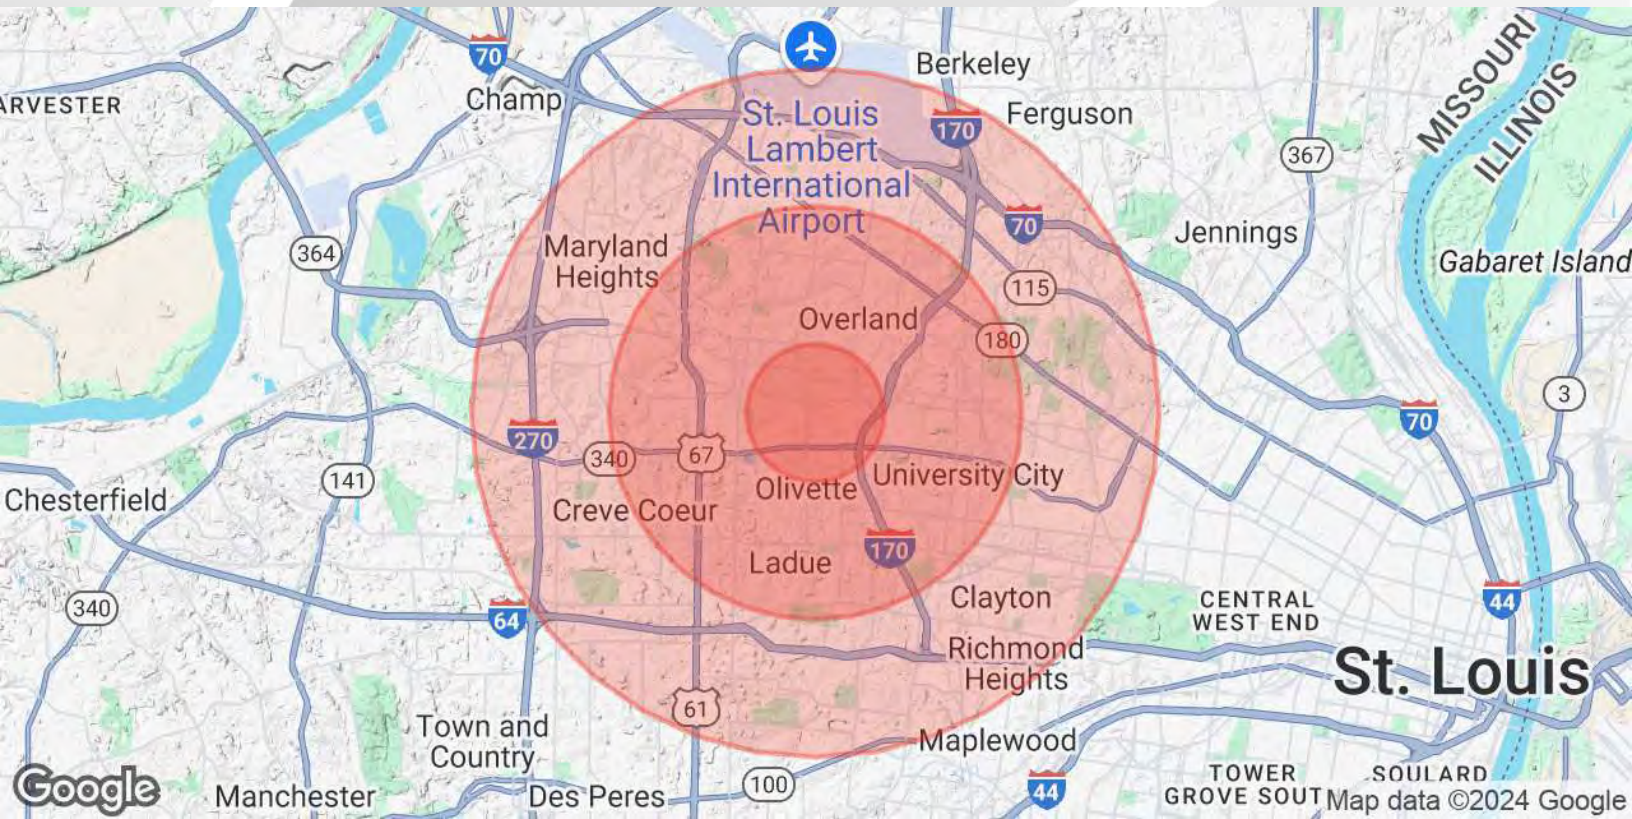 70
Berkeley
MISSOURI
ILLINOIS
ARVESTER
Champ
St. Louis
Lambert
International
Airport
170
Ferguson
367
364
Maryland
Heights
70
Jennings
Gabaret Island
115
Overland
180
3
70
270
340
67
University City
141
Olivette
Chesterfield
Creve Coeur
170
Ladue
340
64
Clayton
CENTRAL
WEST END
44
Richmond
Heights
St. Louis
61
Town and
Country
Maplewood
100
44
TOWER
GROVE SOUT
SOULARD
Google
Manchester
Des Peres
Map data ©2024 Google